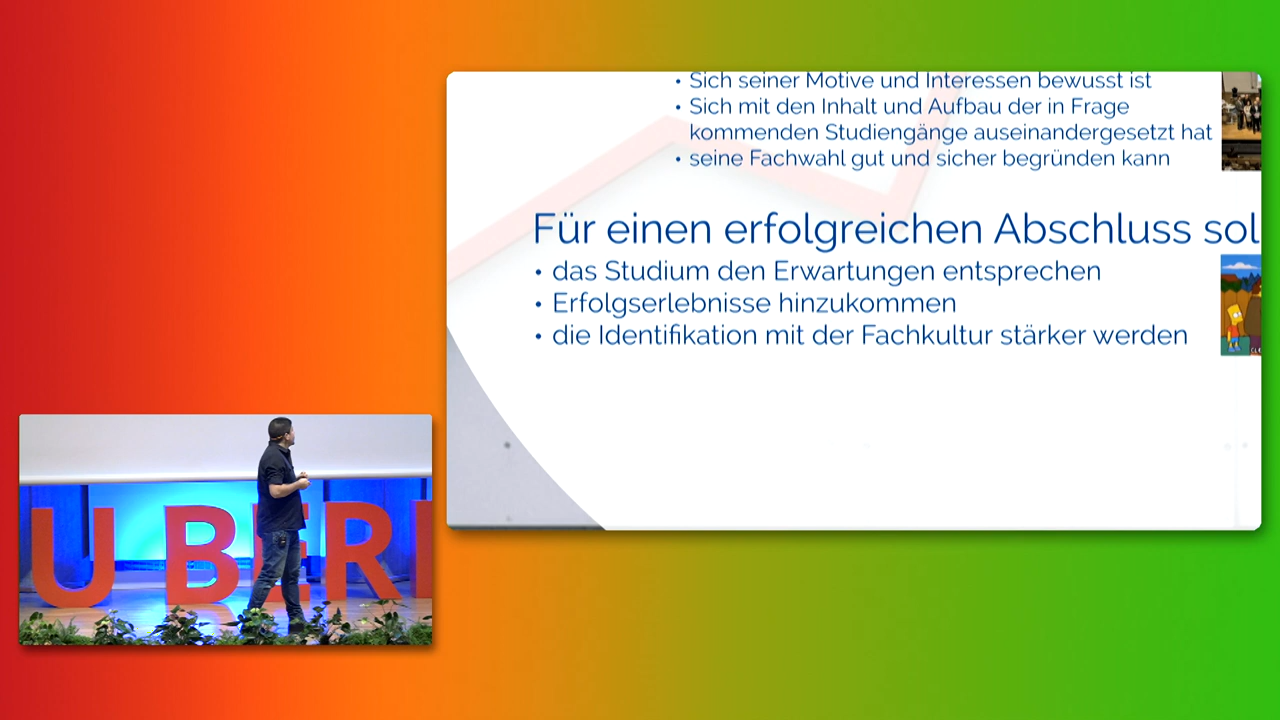 • Sich seiner Motive und Interessen bewusst ist
• Sich mit den Inhalt und Aufbau der in Frage
kommenden Studiengänge auseinandergesetzt hat
• seine Fachwahl gut und sicher begründen kann
Für einen erfolgreichen Abschluss sol
• das Studium den Erwartungen entsprechen
• Erfolgserlebnisse hinzukommen
• die Identifikation mit der Fachkultur stärker werden
U BERL